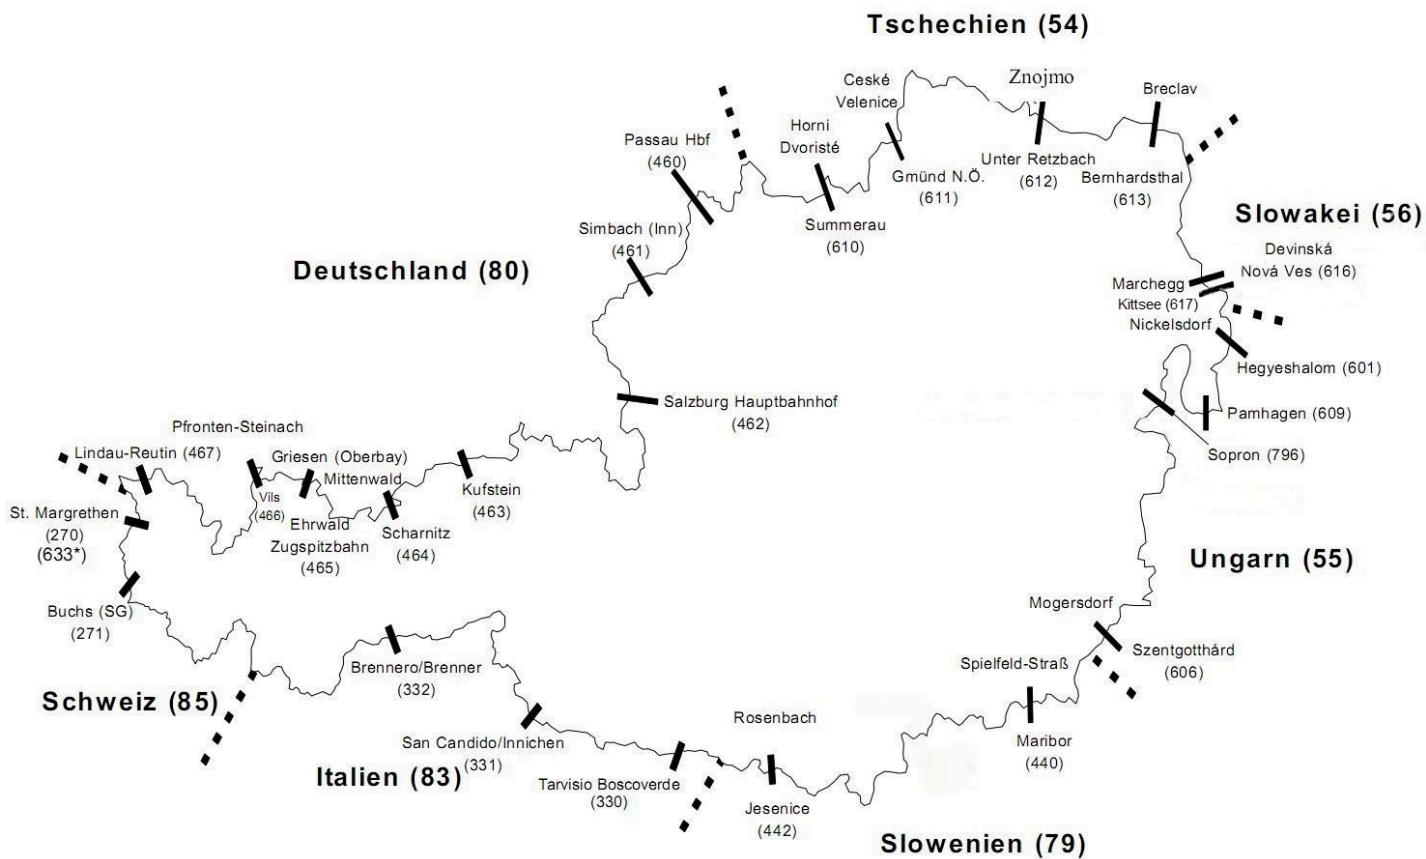 Tschechien (54)
Znojmo
Ceské
Velenice
Breclav
Horni
Dvoristé
Passau Hbf
(460)
Unter Retzbach
(612)
Gmünd N.Ö.
(611)
Bernhardsthal
(613)
Summerau
(610)
Slowakei (56)
Simbach (Inn)
(461)
Deutschland (80)
Devinská
Nová Ves (616)
Marchegg
Kittsee (617)
Nickelsdorf
Hegyeshalom (601)
Salzburg Hauptbahnhof
(462)
Pamhagen (609)
Sopron (796)
Pfronten-Steinach
Lindau-Reutin (467)
Griesen (Oberbay)
Mittenwald
Kufstein
(463)
Vils
(466)
St. Margrethen
(270)
(633*)
Ehrwald
Zugspitzbahn
(465)
Scharnitz
(464)
Ungarn (55)
Buchs (SG)
(271)
Mogersdorf
Szentgotthárd
(606)
Brennero/Brenner
(332)
Spielfeld-Straß
Schweiz (85)
Rosenbach
Maribor
(440)
San Candido/Innichen
(331)
Italien (83)
Tarvisio Boscoverde
(330)
Jesenice
(442)
Slowenien (79)